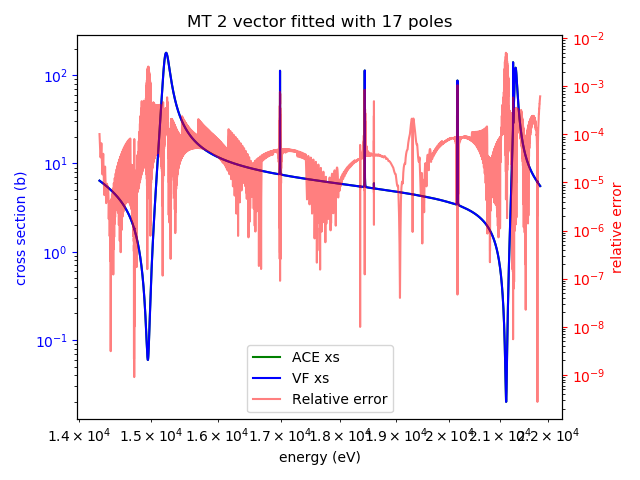 MT 2 vector fitted with 17 poles
cross section (b)
10²
10¹
10⁰
10⁻¹
10⁻²
10⁻³
10⁻⁴
10⁻⁵
10⁻⁶
10⁻⁷
10⁻⁸
10⁻⁹
relative error
ACE xs
VF xs
Relative error
1.4 × 10⁴ 1.5 × 10⁴ 1.6 × 10⁴ 1.7 × 10⁴ 1.8 × 10⁴ 1.9 × 10⁴ 2 × 10⁴ 2.1 × 10⁴ 2.2 × 10⁴
energy (eV)